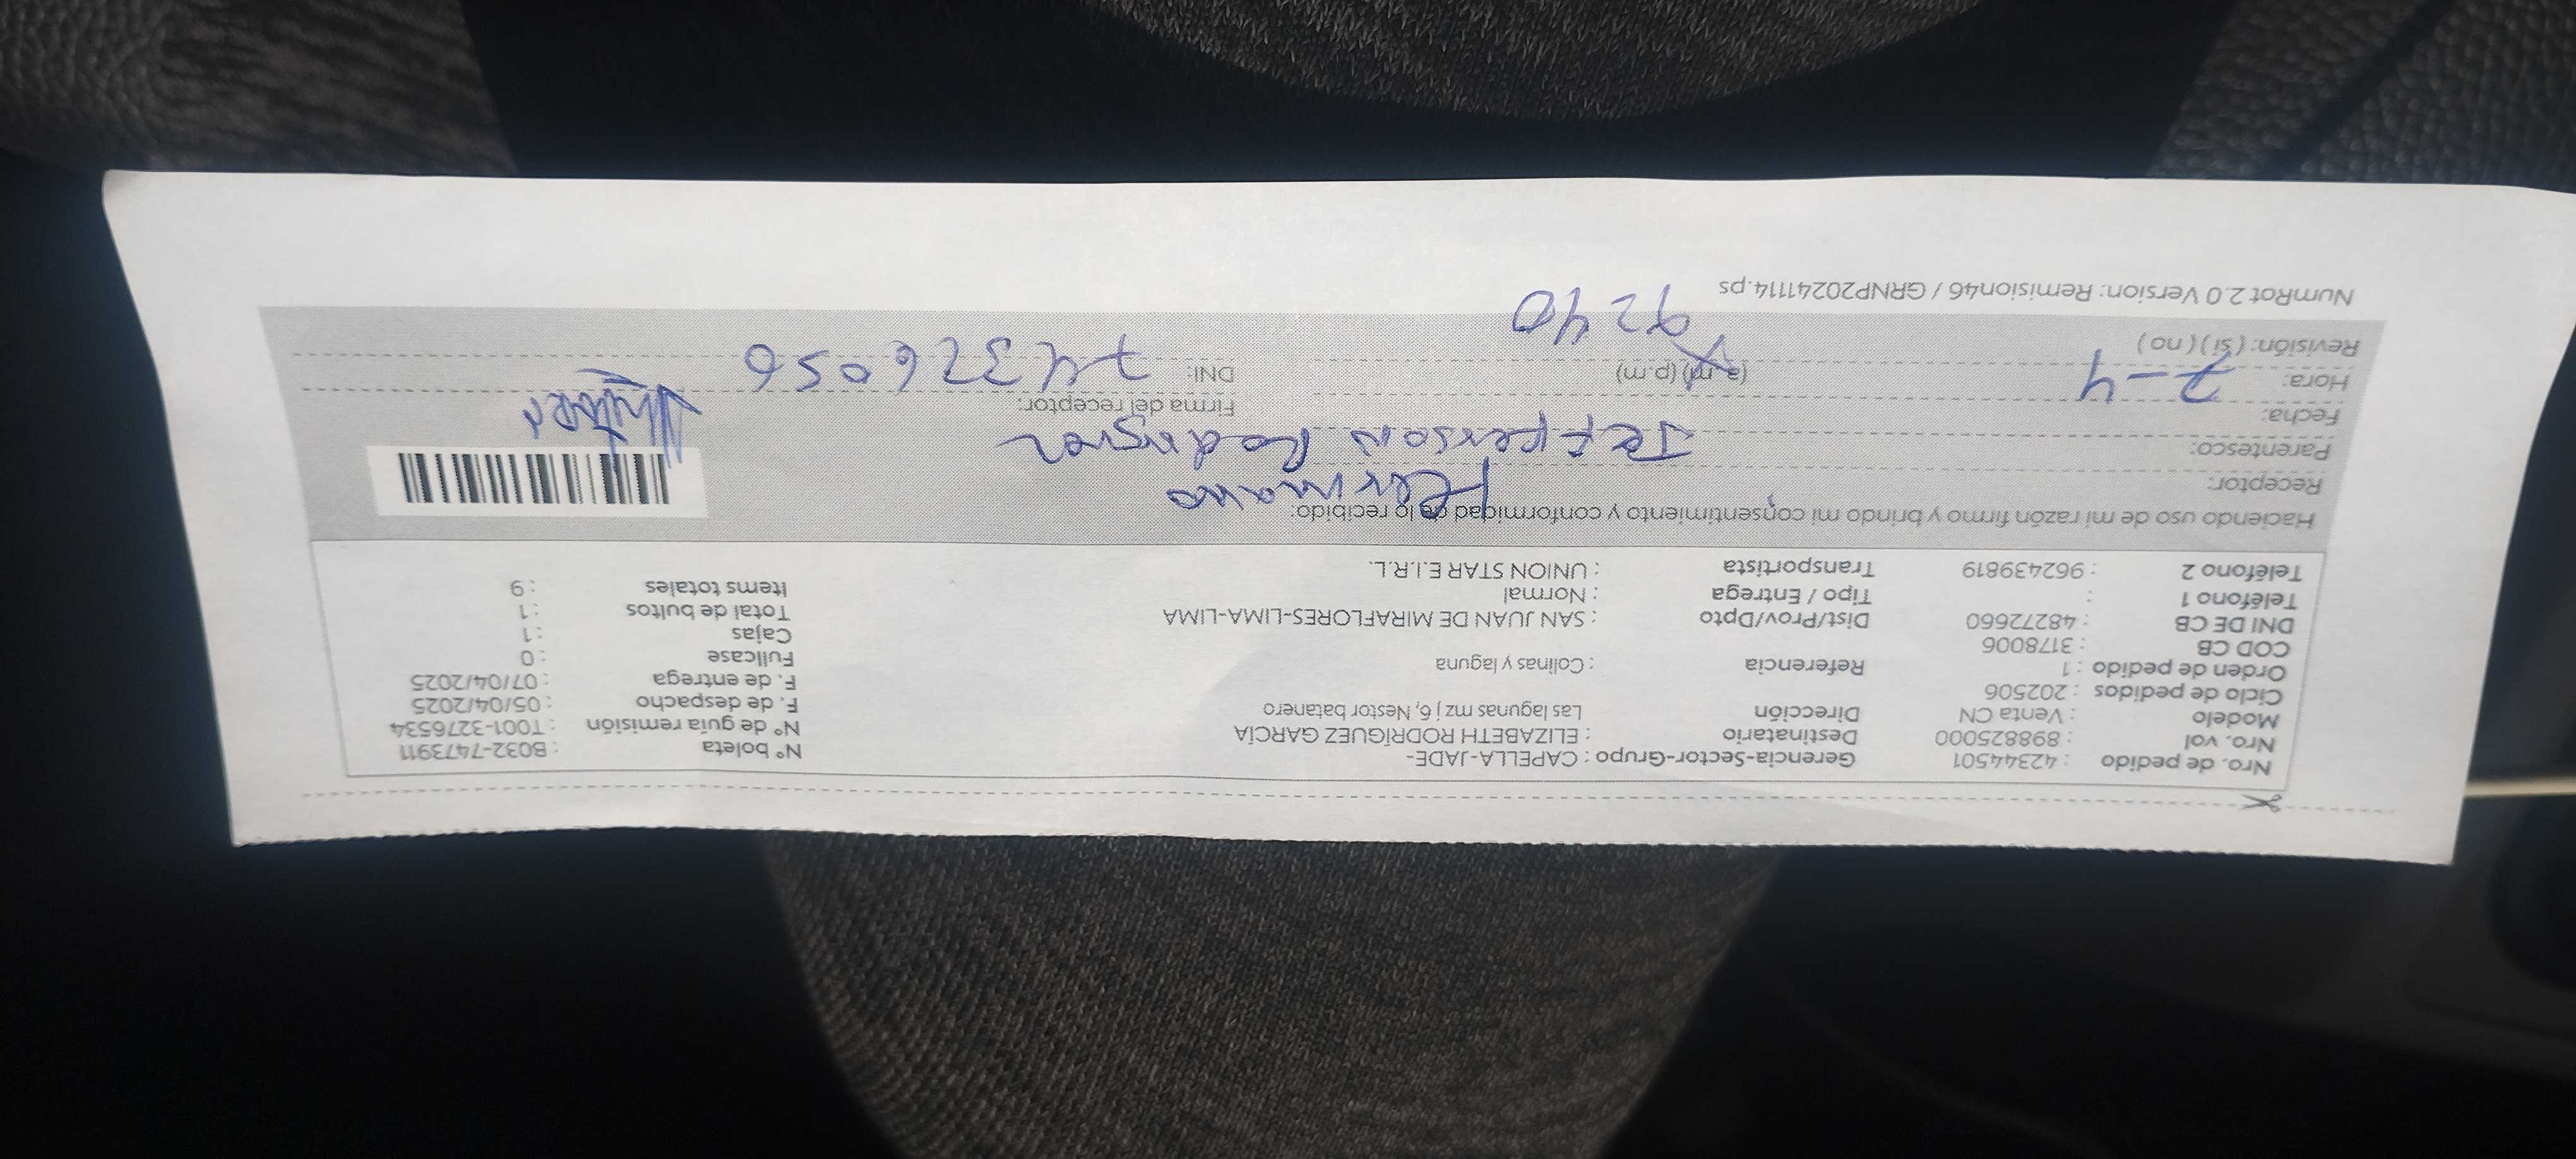 Nro. de pedido : 42344501 Gerencia-Sector-Grupo : CAPELLA-JADE- N° boleta : B032-7473911
Nro. vol : 898825000 Destinatario : ELIZABETH RODRÍGUEZ GARCÍA N° de guía remisión : T001-3276534
Modelo : Venta CN Dirección Las lagunas mz j 6, Nestor batanero F. de despacho : 05/04/2025
Ciclo de pedidos : 202506 F. de entrega : 07/04/2025
Orden de pedido : 1 Referencia : Colinas y laguna Fullcase : 0
COD CB : 3178006 Cajas : 1
DNI DE CB : 48272660 Dist/Prov/Dpto : SAN JUAN DE MIRAFLORES-LIMA-LIMA Total de bultos : 1
Teléfono 1 : Tipo / Entrega : Normal Items totales : 9
Teléfono 2 : 962439819 Transportista : UNION STAR E.I.R.L.
Haciendo uso de mi razón firmo y brindo mi consentimiento y conformidad de lo recibido:
Receptor: Hermano
Parentesco: Jefferson Rodriguez
Fecha: 7-4 Firma del receptor:
Hora: (a.m) (p.m) DNI: 74326050
Revisión: (si) (no) 9240
NumRot 2.0 Version: Remision46 / GRNP20241114.ps